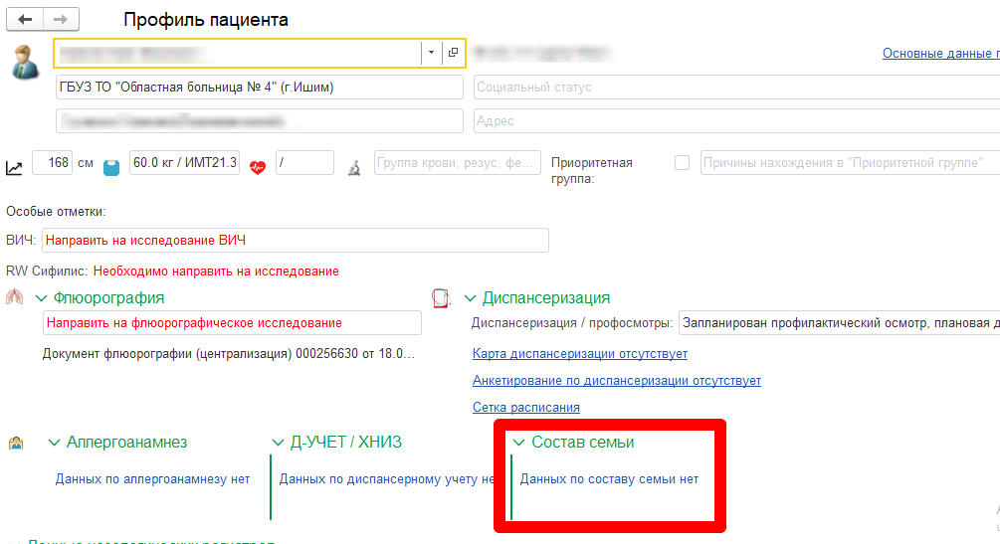 Профиль пациента
Основные данные
ГБУЗ ТО "Областная больница № 4" (г.Ишим)
Социальный статус
Адрес
168 см 60.0 кг / ИМТ21.3 / Группа крови, резус, фе... Приоритетная группа: Причины нахождения в "Приоритетной группе"
Особые отметки:
ВИЧ: Направить на исследование ВИЧ
RW Сифилис: Необходимо направить на исследование
Флюорография
Направить на флюорографическое исследование
Документ флюорографии (централизация) 000256630 от 18.0...
Диспансеризация
Диспансеризация / профосмотры: Запланирован профилактический осмотр, плановая д
Карта диспансеризации отсутствует
Анкетирование по диспансеризации отсутствует
Сетка расписания
Аллергоанамнез
Данных по аллергоанамнезу нет
Д-УЧЕТ / ХНИЗ
Данных по диспансерному учету не
Состав семьи
Данных по составу семьи нет